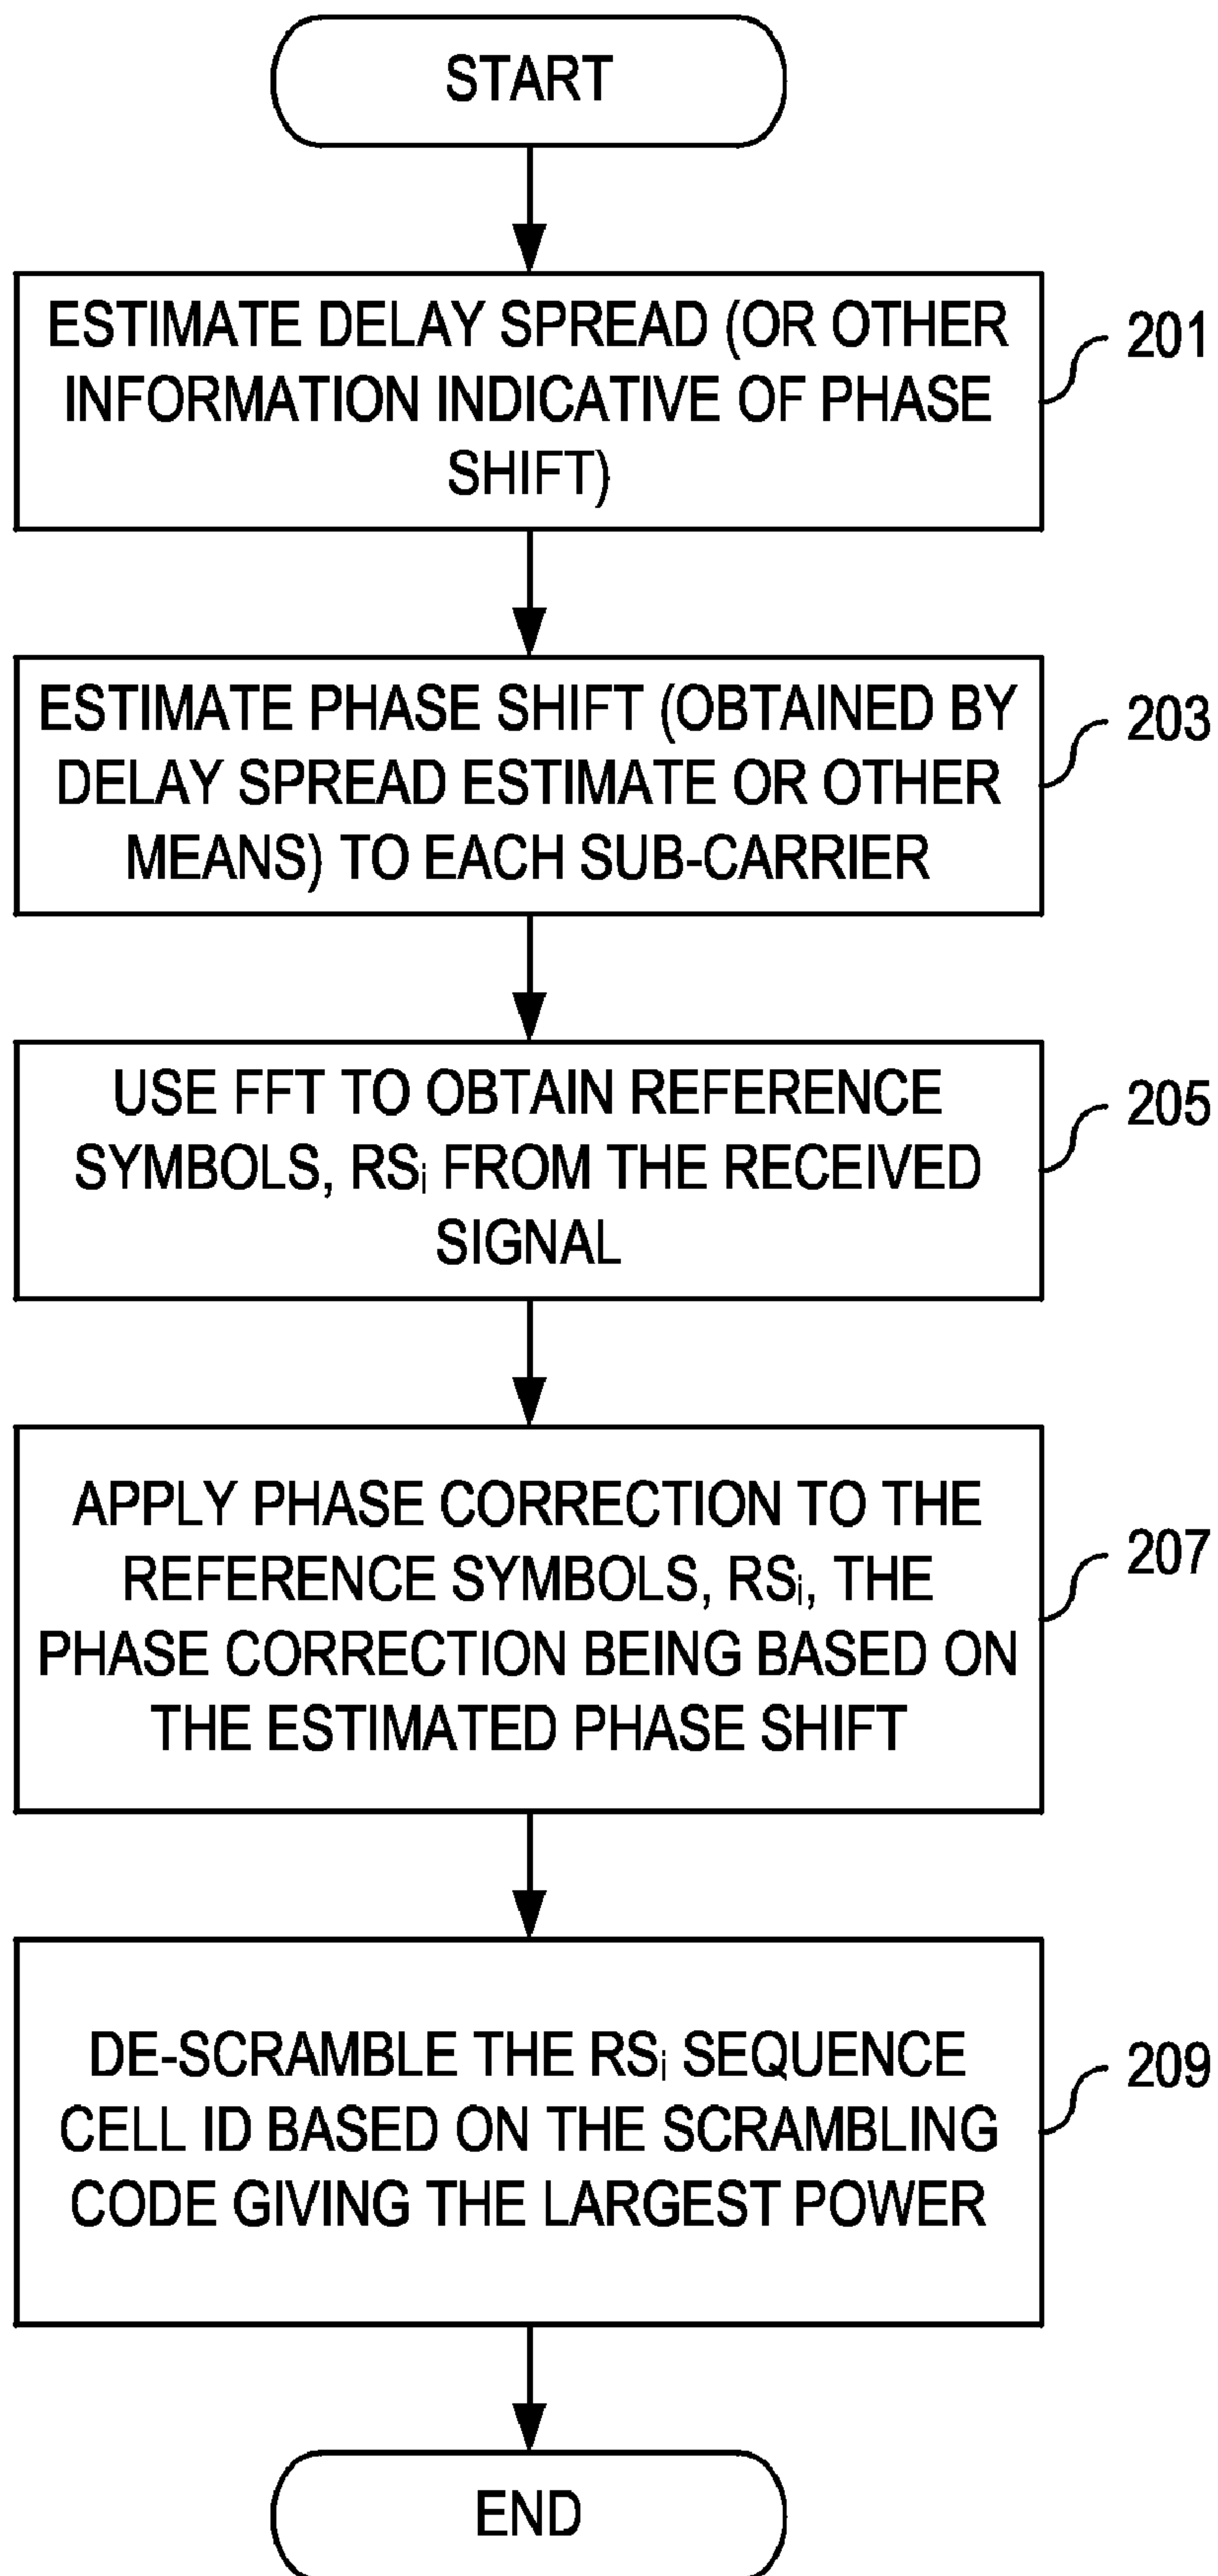 START
ESTIMATE DELAY SPREAD (OR OTHER
INFORMATION INDICATIVE OF PHASE
SHIFT)
201
ESTIMATE PHASE SHIFT (OBTAINED BY
DELAY SPREAD ESTIMATE OR OTHER
MEANS) TO EACH SUB-CARRIER
203
USE FFT TO OBTAIN REFERENCE
SYMBOLS, RSi FROM THE RECEIVED
SIGNAL
205
APPLY PHASE CORRECTION TO THE
REFERENCE SYMBOLS, RSi, THE
PHASE CORRECTION BEING BASED ON
THE ESTIMATED PHASE SHIFT
207
DE-SCRAMBLE THE RSi SEQUENCE
CELL ID BASED ON THE SCRAMBLING
CODE GIVING THE LARGEST POWER
209
END